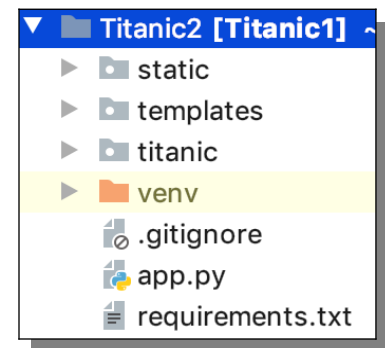 Titanic2 [Titanic1] ~
static
templates
titanic
venv
.gitignore
app.py
requirements.txt